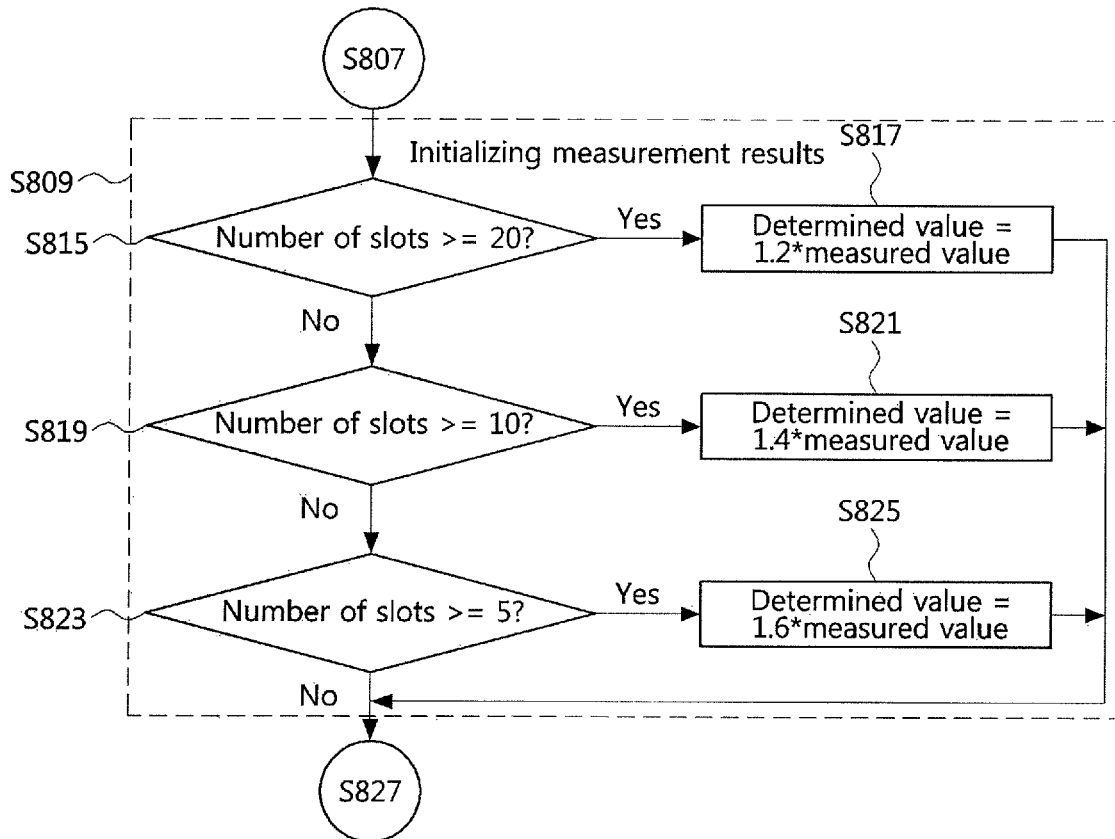 S807
Initializing measurement results
S817
S809
S815
Number of slots >= 20?
Yes
Determined value =
1.2*measured value
No
S821
S819
Number of slots >= 10?
Yes
Determined value =
1.4*measured value
No
S825
S823
Number of slots >= 5?
Yes
Determined value =
1.6*measured value
No
S827